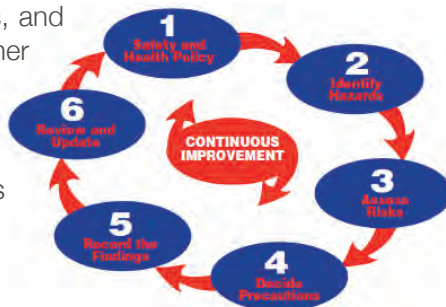 s, and
ner
s
1
Safety and
Health Policy
2
Identify
Hazards
3
Assess
Risks
4
Decide
Precautions
5
Record the
Findings
6
Review and
Update
CONTINUOUS
IMPROVEMENT